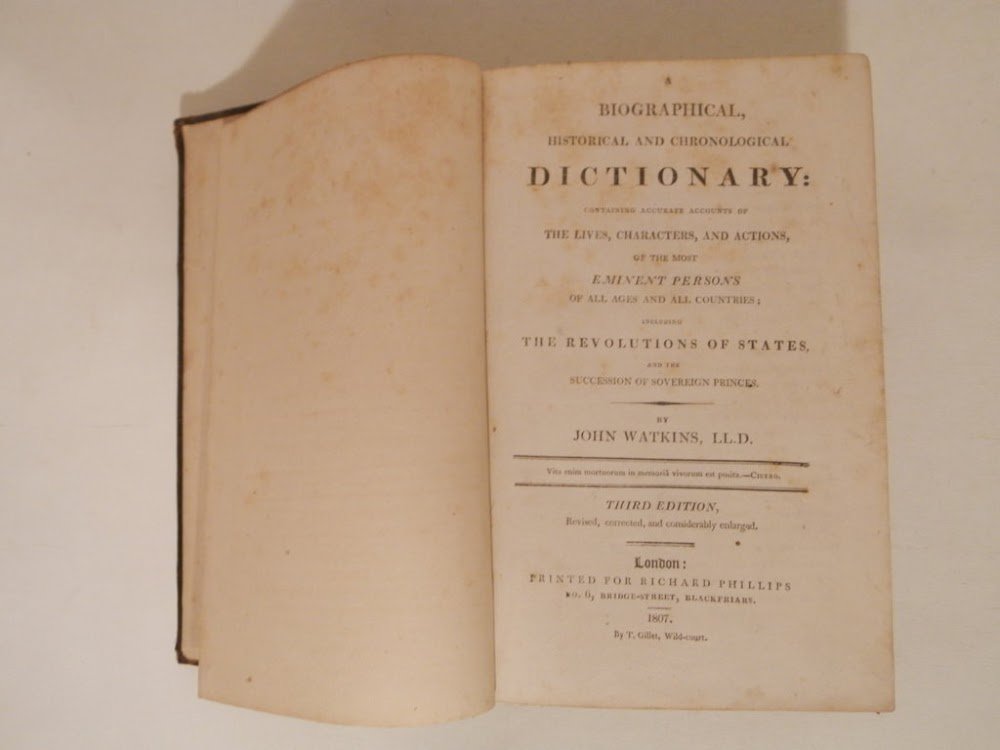 A
BIOGRAPHICAL,
HISTORICAL AND CHRONOLOGICAL
DICTIONARY:
CONTAINING ACCURATE ACCOUNTS OF
THE LIVES, CHARACTERS, AND ACTIONS,
OF THE MOST
EMINENT PERSONS
OF ALL AGES AND ALL COUNTRIES;
INCLUDING
THE REVOLUTIONS OF STATES,
AND THE
SUCCESSION OF SOVEREIGN PRINCES.
BY
JOHN WATKINS, LL.D.
Vita enim mortuorum in memoriâ vivorum est posita.—CICERO.
THIRD EDITION,
Revised, corrected, and considerably enlarged.
London:
PRINTED FOR RICHARD PHILLIPS
NO. 6, BRIDGE-STREET, BLACKFRIARS.
1807.
By T. Gillet, Wild-court.